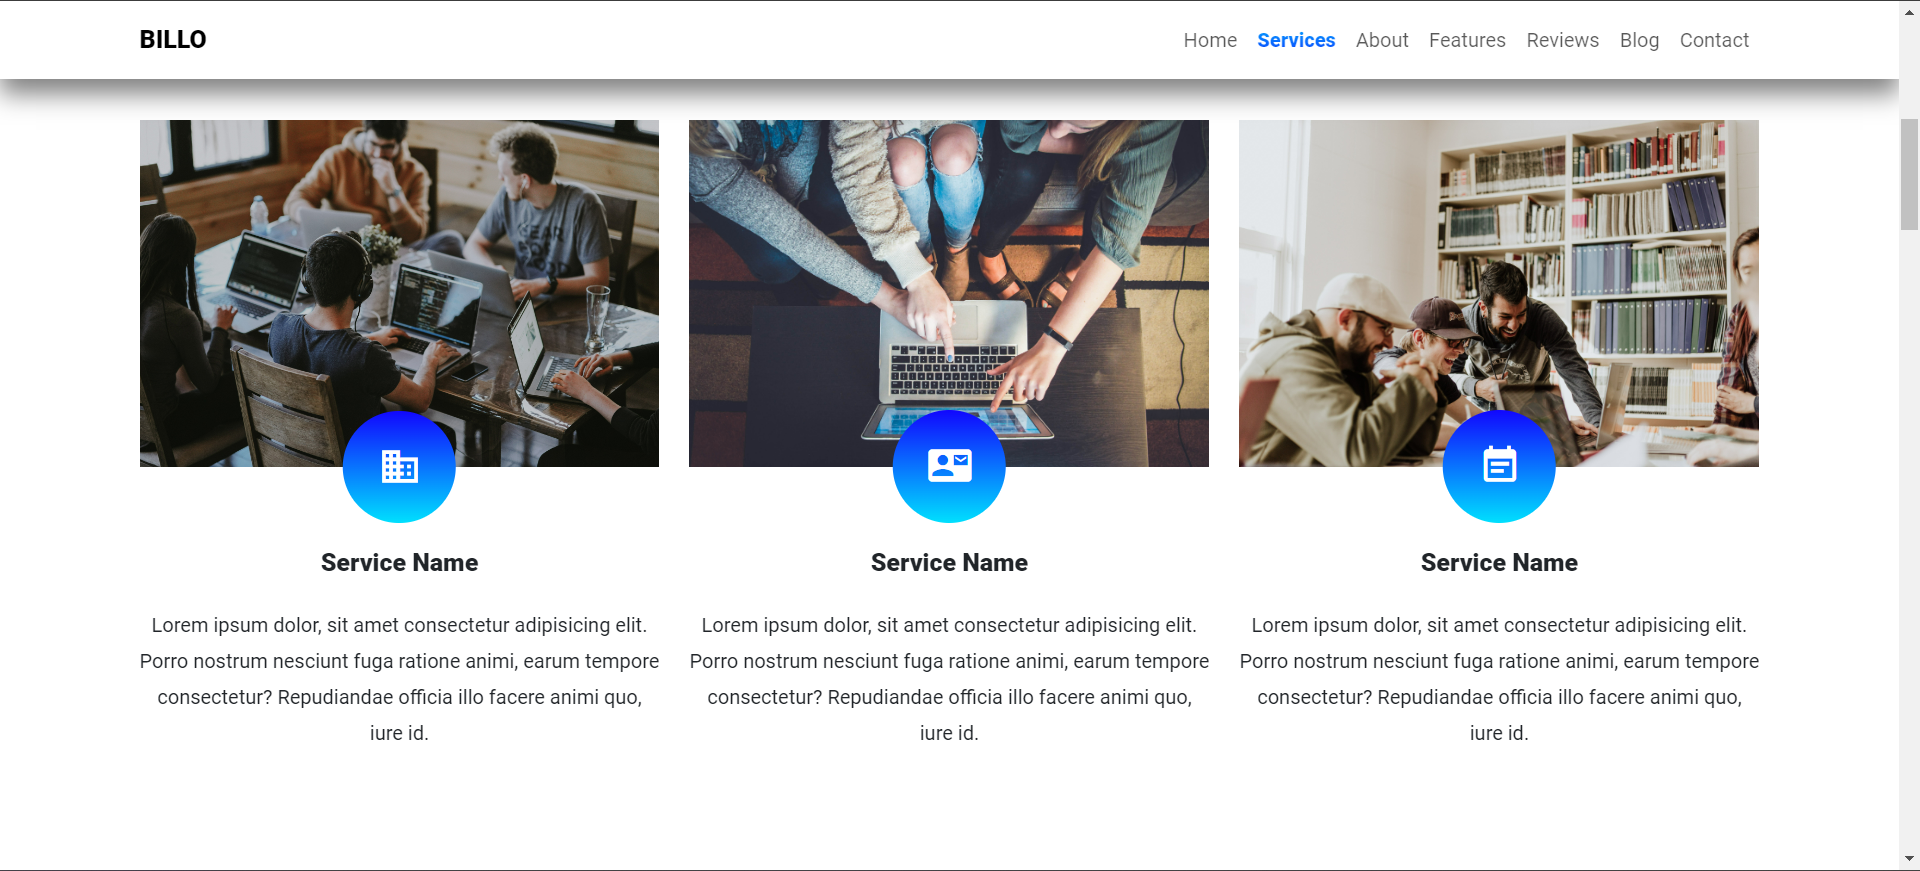 BILLO
Home Services About Features Reviews Blog Contact
Service Name
Lorem ipsum dolor, sit amet consectetur adipisicing elit.
Porro nostrum nesciunt fuga ratione animi, earum tempore
consectetur? Repudiandae officia illo facere animi quo,
iure id.
Service Name
Lorem ipsum dolor, sit amet consectetur adipisicing elit.
Porro nostrum nesciunt fuga ratione animi, earum tempore
consectetur? Repudiandae officia illo facere animi quo,
iure id.
Service Name
Lorem ipsum dolor, sit amet consectetur adipisicing elit.
Porro nostrum nesciunt fuga ratione animi, earum tempore
consectetur? Repudiandae officia illo facere animi quo,
iure id.